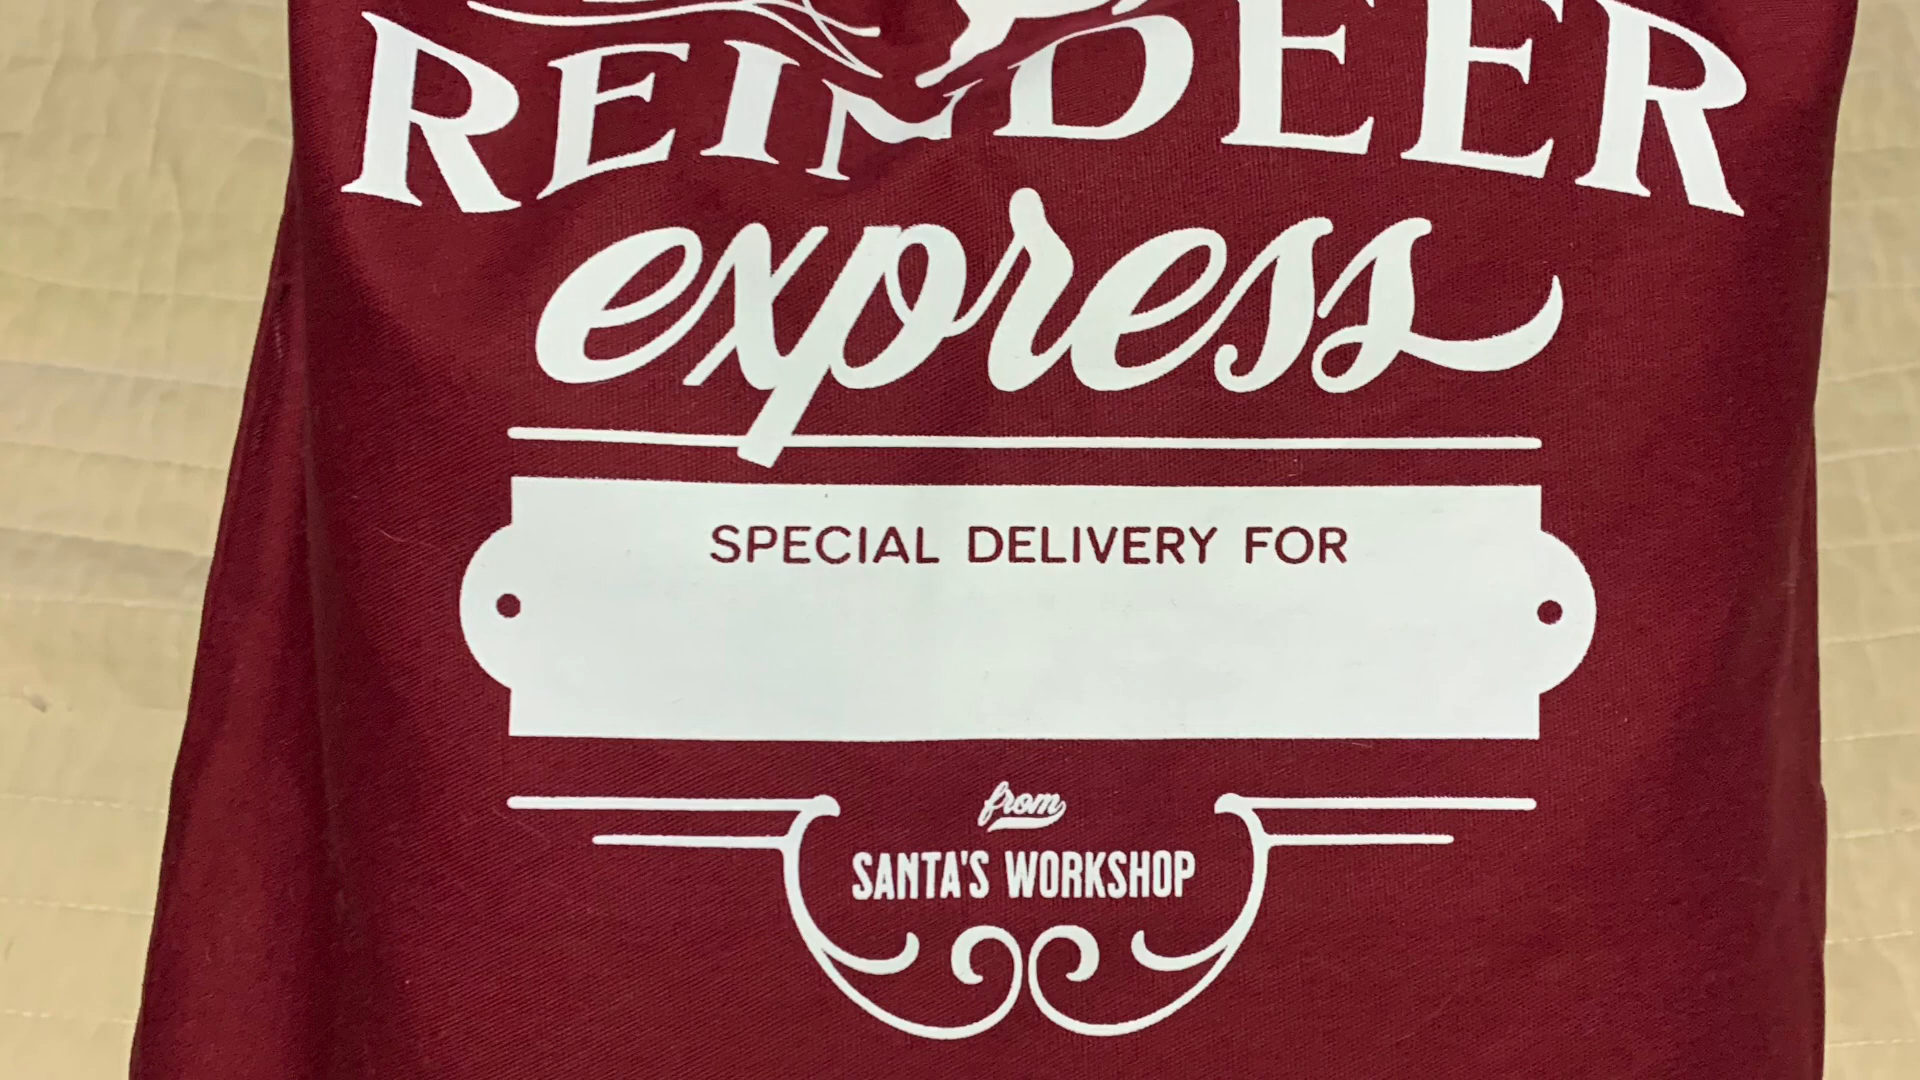 REINDEER
express
SPECIAL DELIVERY FOR
from
SANTA'S WORKSHOP